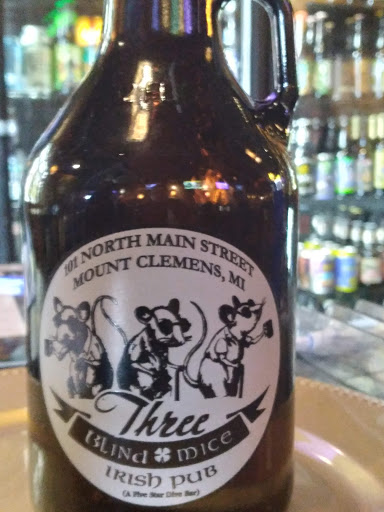 101 NORTH MAIN STREET
MOUNT CLEMENS, MI
Three
BLINd ☘ MICE
IRISH PUB
(A Five Star Dive Bar)